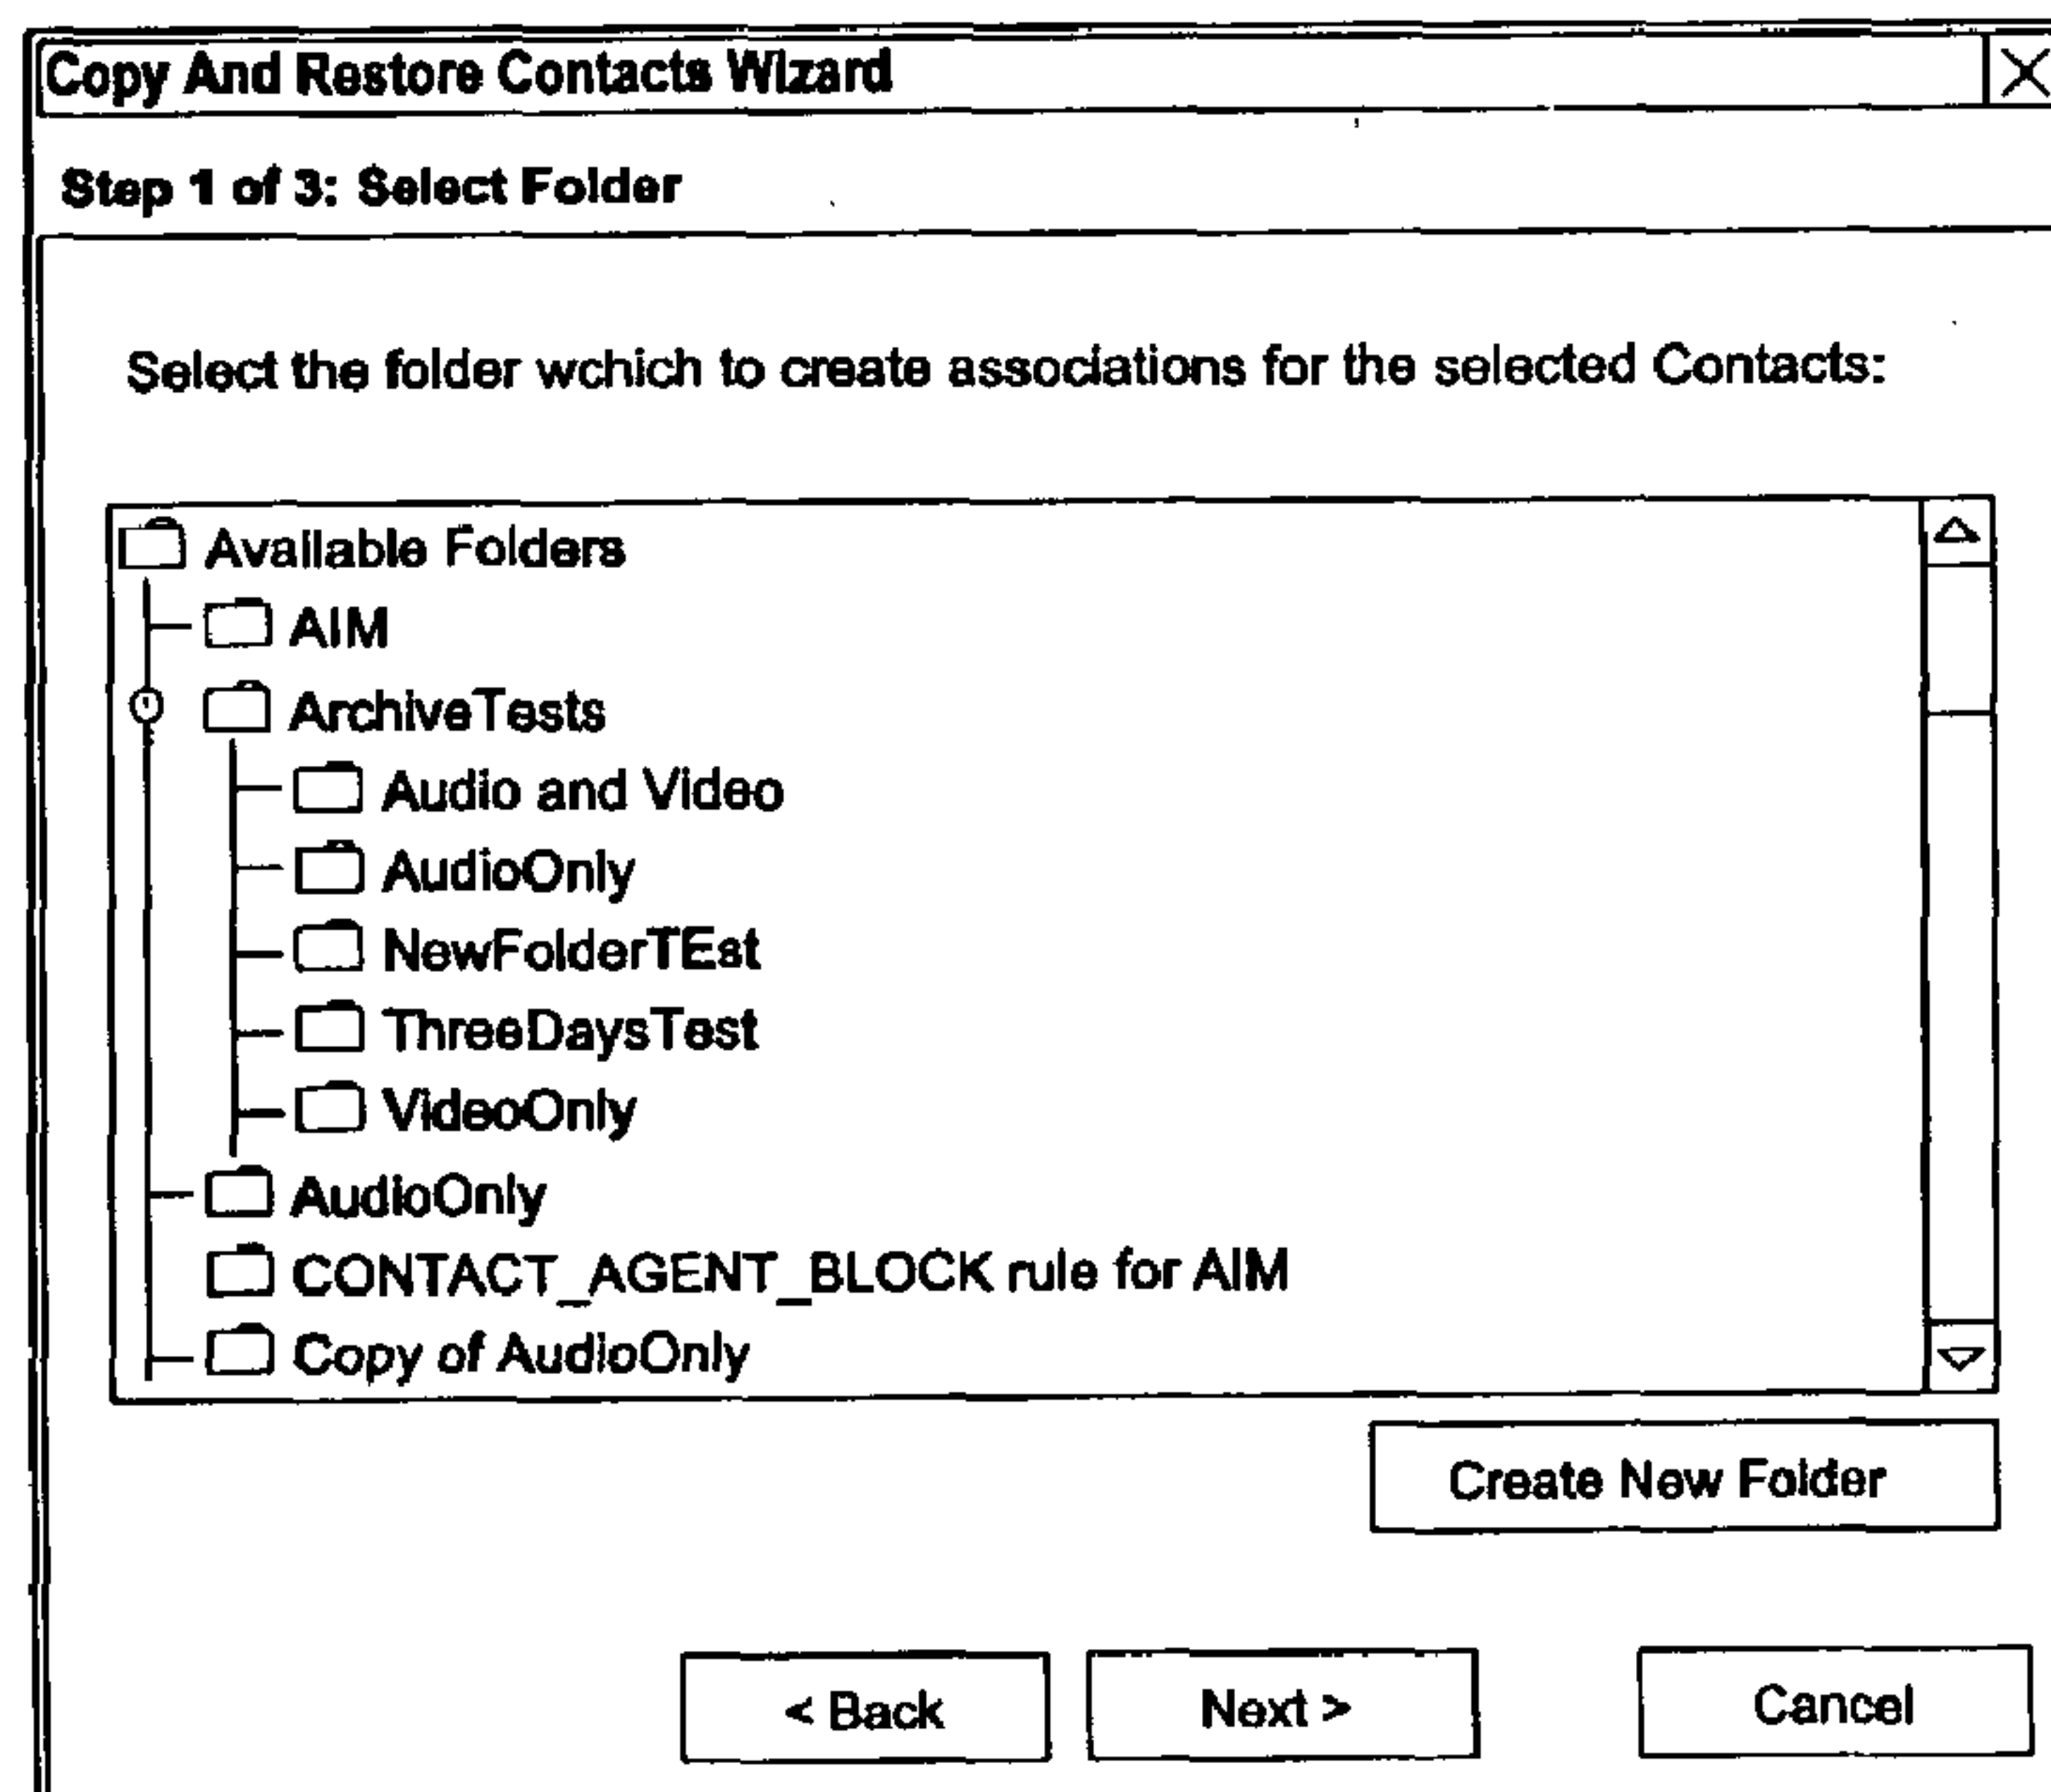 Copy And Restore Contacts Wizard
Step 1 of 3: Select Folder
Select the folder wchich to create associations for the selected Contacts:
Available Folders
AIM
ArchiveTests
Audio and Video
AudioOnly
NewFolderTEst
ThreeDaysTest
VideoOnly
AudioOnly
CONTACT_AGENT_BLOCK rule for AIM
Copy of AudioOnly
Create New Folder
< Back
Next >
Cancel